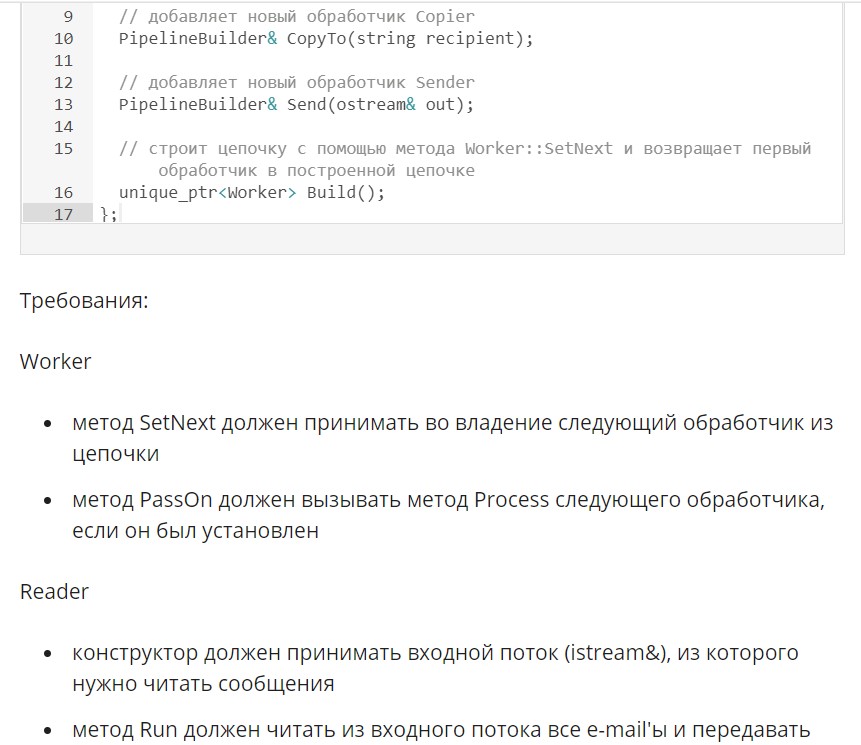 9 // добавляет новый обработчик Copier
10 PipelineBuilder& CopyTo(string recipient);
11
12 // добавляет новый обработчик Sender
13 PipelineBuilder& Send(ostream& out);
14
15 // строит цепочку с помощью метода Worker::SetNext и возвращает первый
обработчик в построенной цепочке
16 unique_ptr<Worker> Build();
17 };
Требования:
Worker
• метод SetNext должен принимать во владение следующий обработчик из
цепочки
• метод PassOn должен вызывать метод Process следующего обработчика,
если он был установлен
Reader
• конструктор должен принимать входной поток (istream&), из которого
нужно читать сообщения
• метод Run должен читать из входного потока все e-mail'ы и передавать